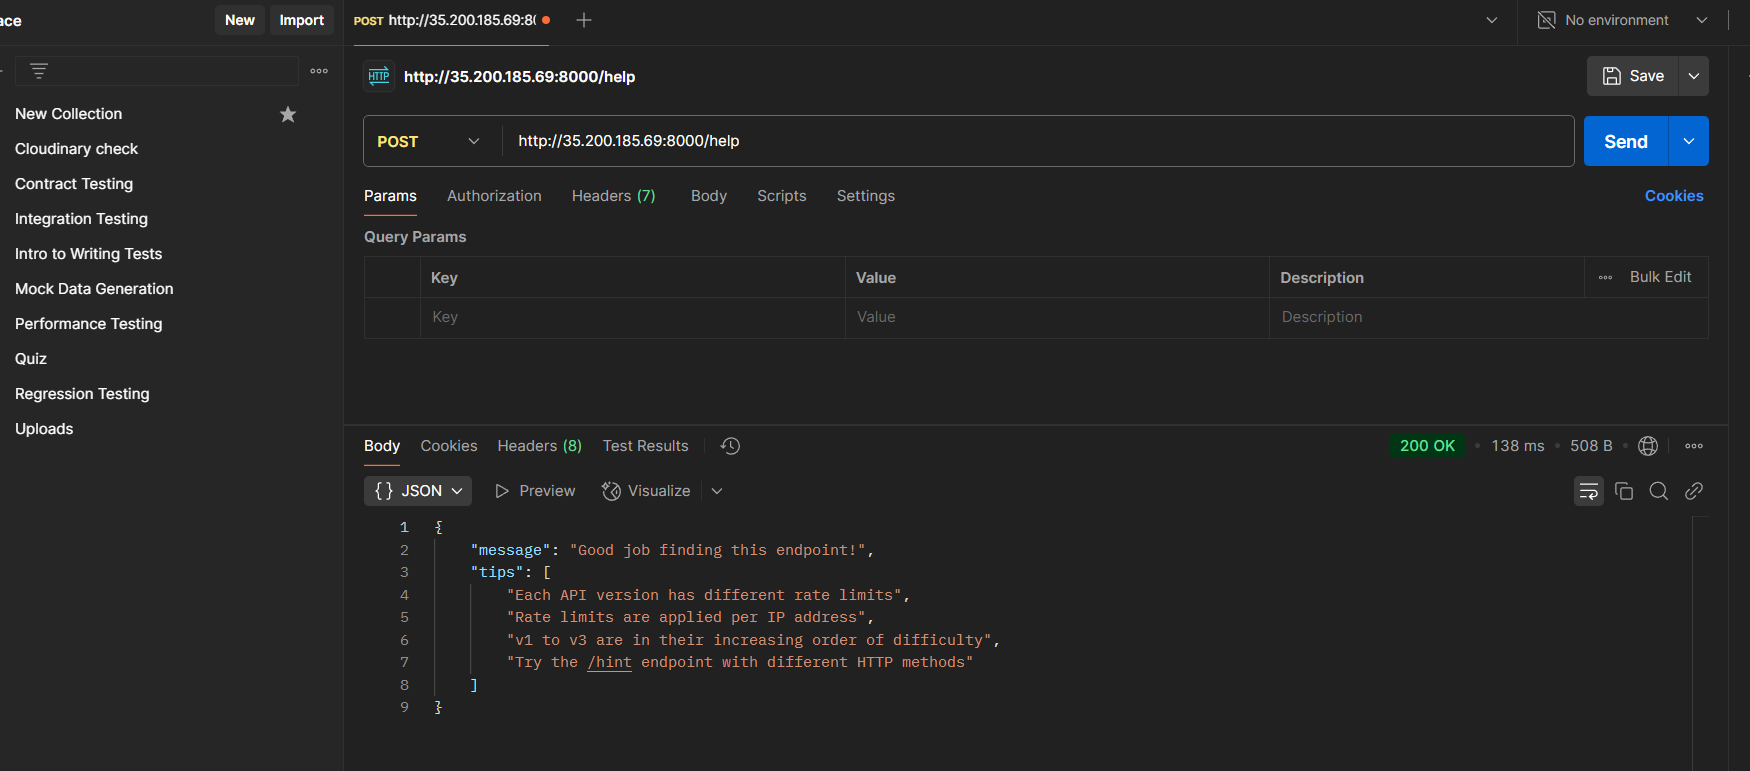 ace
New
Import
POST http://35.200.185.69:8(
No environment
HTTP
http://35.200.185.69:8000/help
Save
New Collection
Cloudinary check
Contract Testing
Integration Testing
Intro to Writing Tests
Mock Data Generation
Performance Testing
Quiz
Regression Testing
Uploads
POST
http://35.200.185.69:8000/help
Send
Params
Authorization
Headers (7)
Body
Scripts
Settings
Cookies
Query Params
Key
Value
Description
Bulk Edit
Key
Value
Description
Body
Cookies
Headers (8)
Test Results
200 OK
138 ms
508 B
{} JSON
Preview
Visualize
1 {
2 "message": "Good job finding this endpoint!",
3 "tips": [
4 "Each API version has different rate limits",
5 "Rate limits are applied per IP address",
6 "v1 to v3 are in their increasing order of difficulty",
7 "Try the /hint endpoint with different HTTP methods"
8 ]
9 }